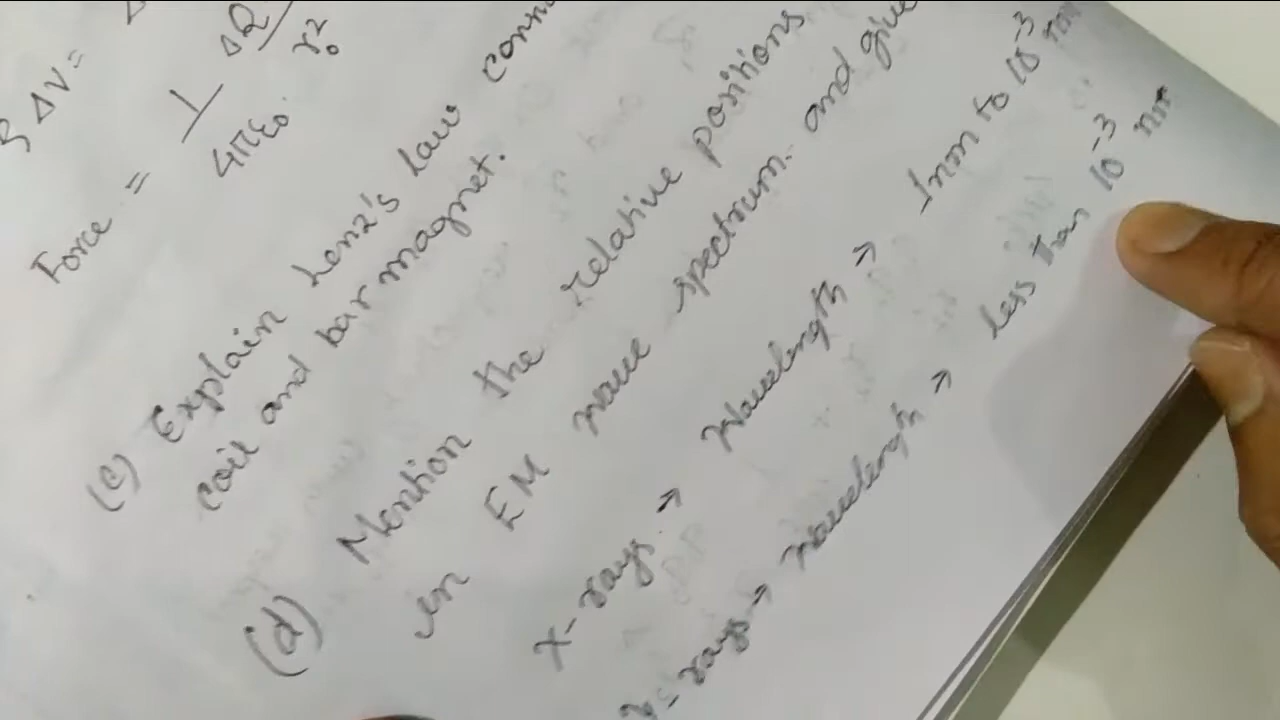 ΔV =
Force = 1/4πε₀ ΔQ/r₀²
(c) Explain Lenz's law
coil and bar magnet.
(d) Mention the relative positions
in EM wave spectrum. and give
X-rays → Wavelength → 1nm to 10⁻³ nm
γ-rays → Wavelength → Less than 10⁻³ nm